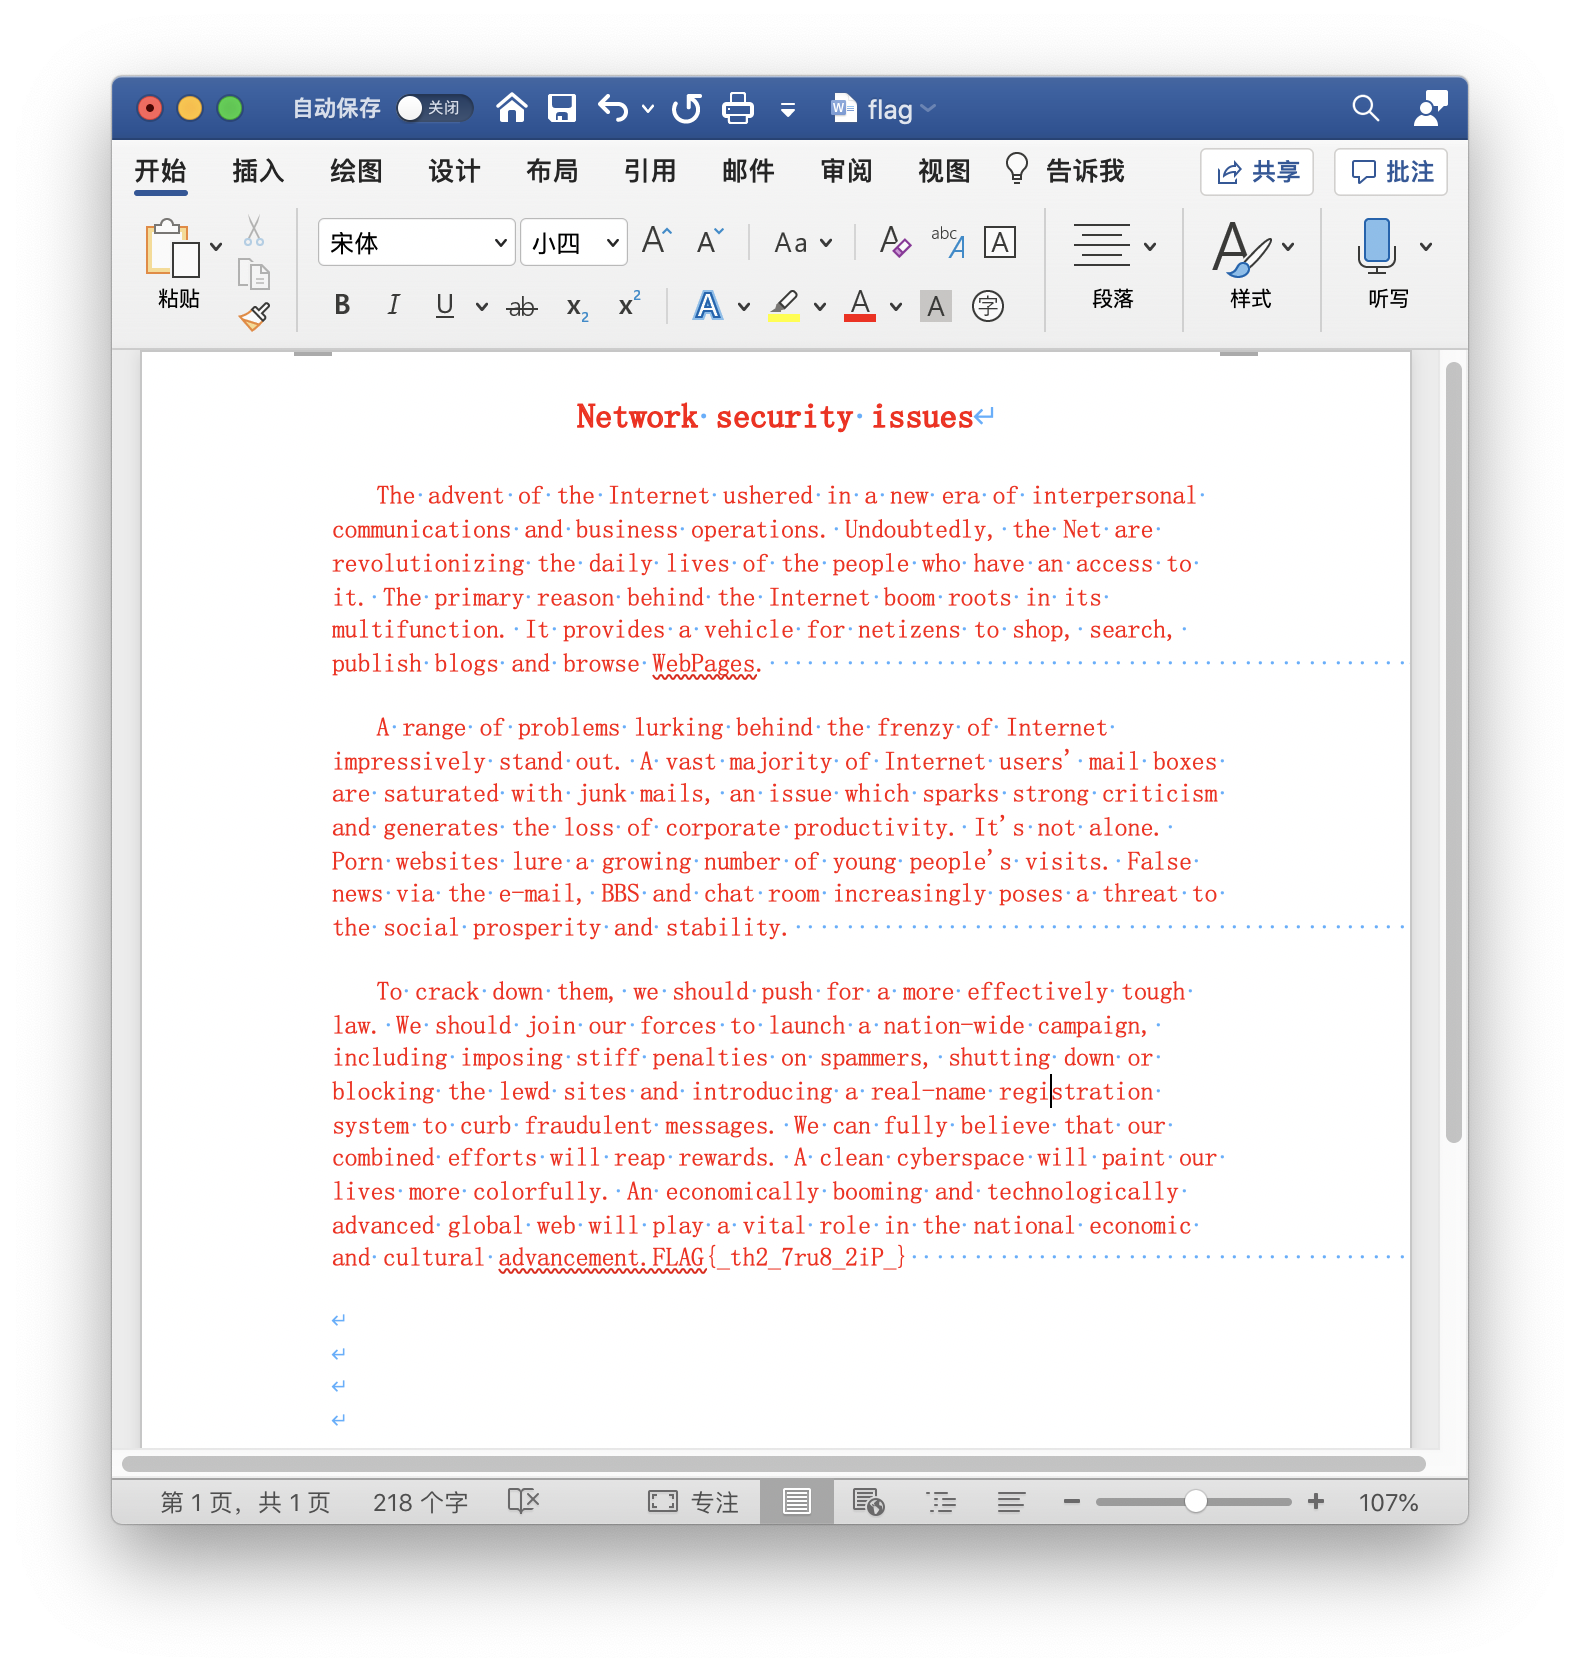 自动保存 关闭 flag
开始 插入 绘图 设计 布局 引用 邮件 审阅 视图 告诉我 共享 批注
宋体 小四 A A Aa A abc A A
粘贴 B I U ab x2 x2 A A A 字 段落 样式 听写
Network security issues
The advent of the Internet ushered in a new era of interpersonal
communications and business operations. Undoubtedly, the Net are
revolutionizing the daily lives of the people who have an access to
it. The primary reason behind the Internet boom roots in its
multifunction. It provides a vehicle for netizens to shop, search,
publish blogs and browse WebPages.
A range of problems lurking behind the frenzy of Internet
impressively stand out. A vast majority of Internet users' mail boxes
are saturated with junk mails, an issue which sparks strong criticism
and generates the loss of corporate productivity. It's not alone.
Porn websites lure a growing number of young people's visits. False
news via the e-mail, BBS and chat room increasingly poses a threat to
the social prosperity and stability.
To crack down them, we should push for a more effectively tough
law. We should join our forces to launch a nation-wide campaign,
including imposing stiff penalties on spammers, shutting down or
blocking the lewd sites and introducing a real-name registration
system to curb fraudulent messages. We can fully believe that our
combined efforts will reap rewards. A clean cyberspace will paint our
lives more colorfully. An economically booming and technologically
advanced global web will play a vital role in the national economic
and cultural advancement.FLAG{_th2_7ru8_2iP_}
第 1 页，共 1 页 218 个字 专注 107%